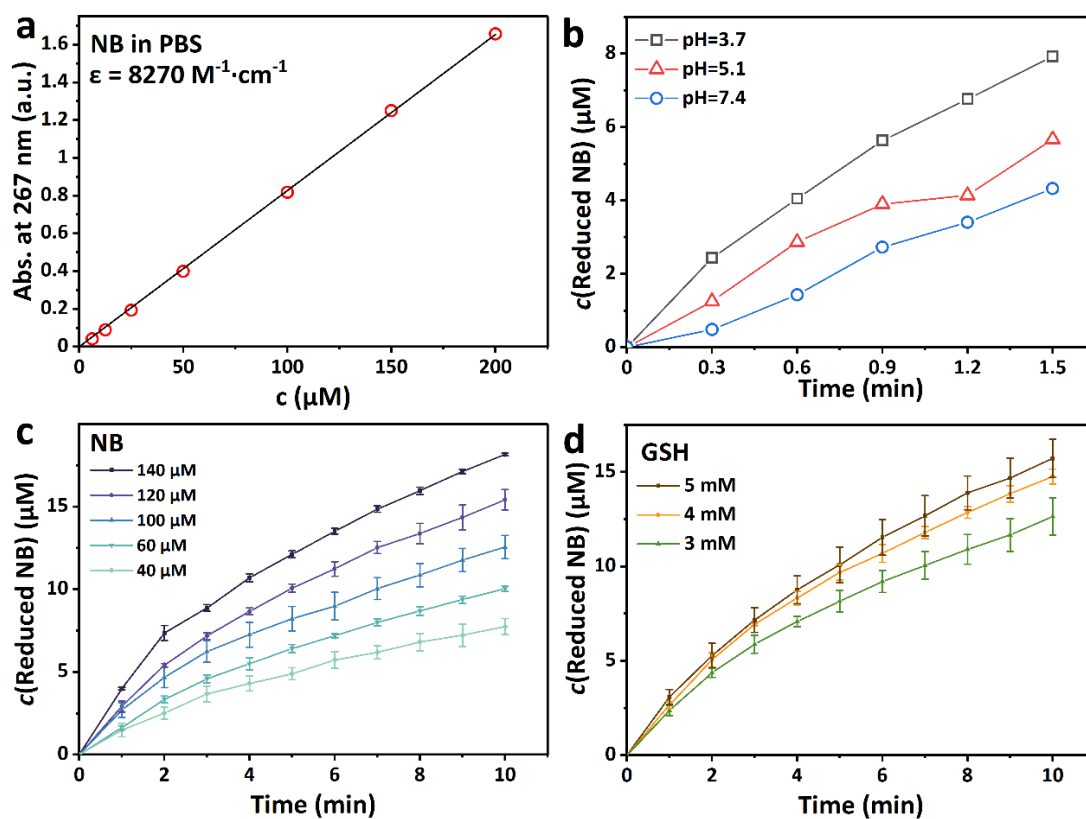 a
NB in PBS
ε = 8270 M⁻¹·cm⁻¹
Abs. at 267 nm (a.u.)
1.6
1.4
1.2
1
0.8
0.6
0.4
0.2
0
0
50
100
150
200
c (μM)
b
pH=3.7
pH=5.1
pH=7.4
c(Reduced NB) (μM)
8
6
4
2
0
0
0.3
0.6
0.9
1.2
1.5
Time (min)
c
NB
140 μM
120 μM
100 μM
60 μM
40 μM
c(Reduced NB) (μM)
15
10
5
0
0
2
4
6
8
10
Time (min)
d
GSH
5 mM
4 mM
3 mM
c(Reduced NB) (μM)
15
10
5
0
0
2
4
6
8
10
Time (min)